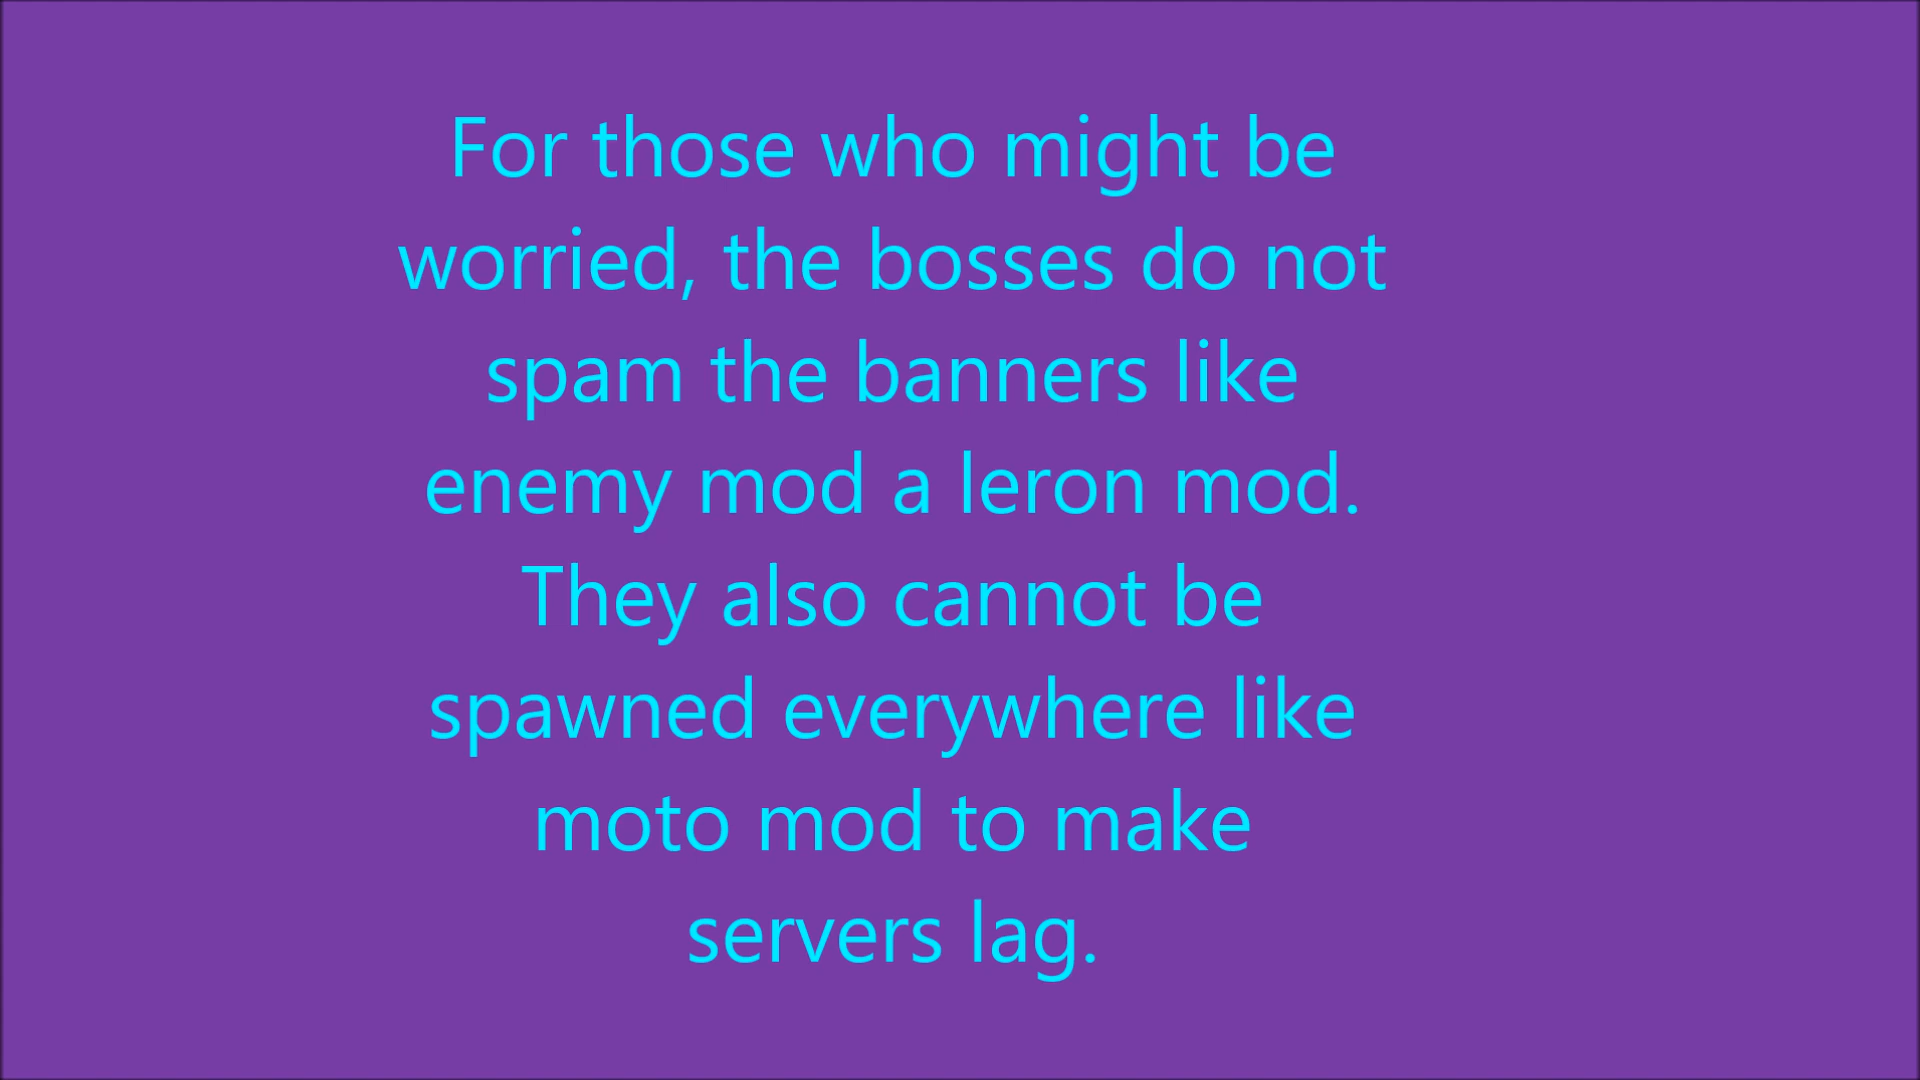 For those who might be
worried, the bosses do not
spam the banners like
enemy mod a leron mod.
They also cannot be
spawned everywhere like
moto mod to make
servers lag.